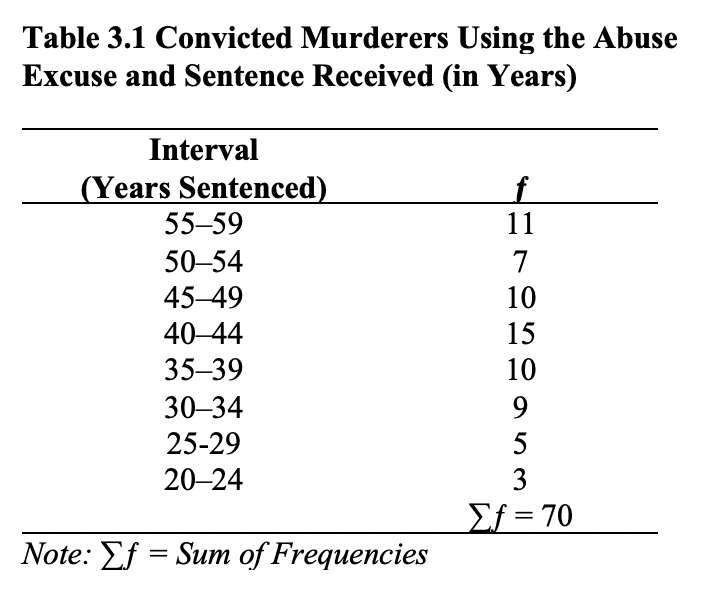 Table 3.1 Convicted Murderers Using the Abuse
Excuse and Sentence Received (in Years)
Interval
(Years Sentenced) f
55–59 11
50–54 7
45–49 10
40–44 15
35–39 10
30–34 9
25-29 5
20–24 3
∑f = 70
Note: ∑f = Sum of Frequencies